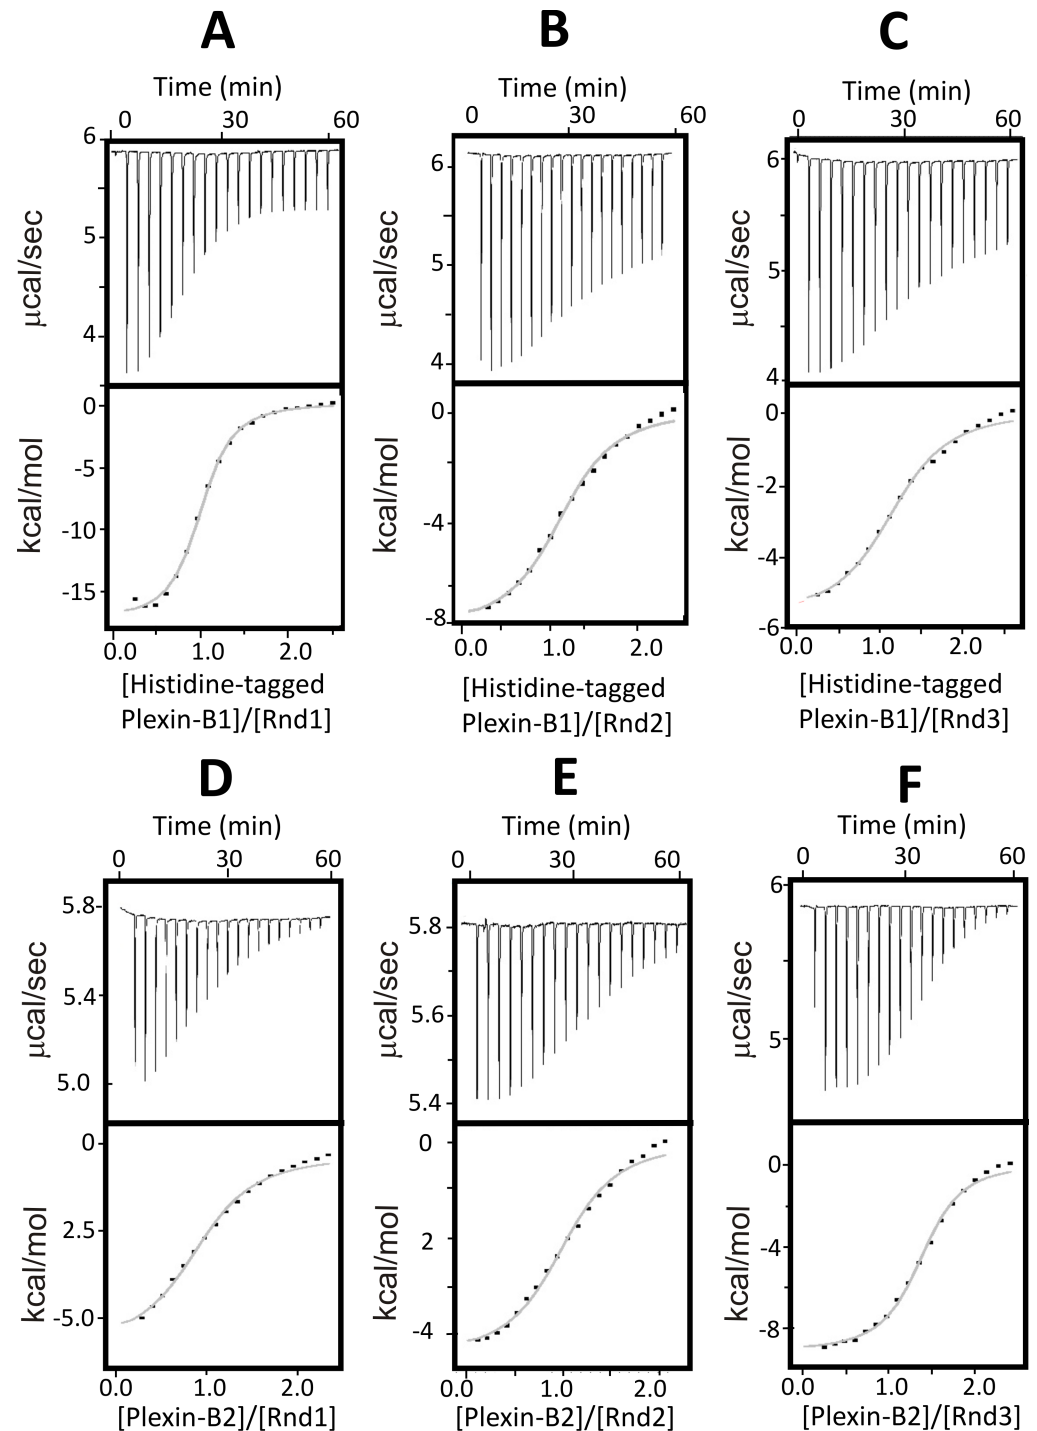 A
B
C
Time (min)
Time (min)
Time (min)
0 30 60
0 30 60
0 30 60
6
5
4
μcal/sec
6
5
4
μcal/sec
6
5
4
μcal/sec
0
-5
-10
-15
kcal/mol
0
-4
-8
kcal/mol
0
-2
-4
-6
kcal/mol
0.0 1.0 2.0
0.0 1.0 2.0
0.0 1.0 2.0
[Histidine-tagged
Plexin-B1]/[Rnd1]
[Histidine-tagged
Plexin-B1]/[Rnd2]
[Histidine-tagged
Plexin-B1]/[Rnd3]
D
E
F
Time (min)
Time (min)
Time (min)
0 30 60
0 30 60
0 30 60
5.8
5.4
5.0
μcal/sec
5.8
5.6
5.4
μcal/sec
6
5
μcal/sec
0
2.5
-5.0
kcal/mol
0
2
-4
kcal/mol
0
-4
-8
kcal/mol
0.0 1.0 2.0
0.0 1.0 2.0
0.0 1.0 2.0
[Plexin-B2]/[Rnd1]
[Plexin-B2]/[Rnd2]
[Plexin-B2]/[Rnd3]